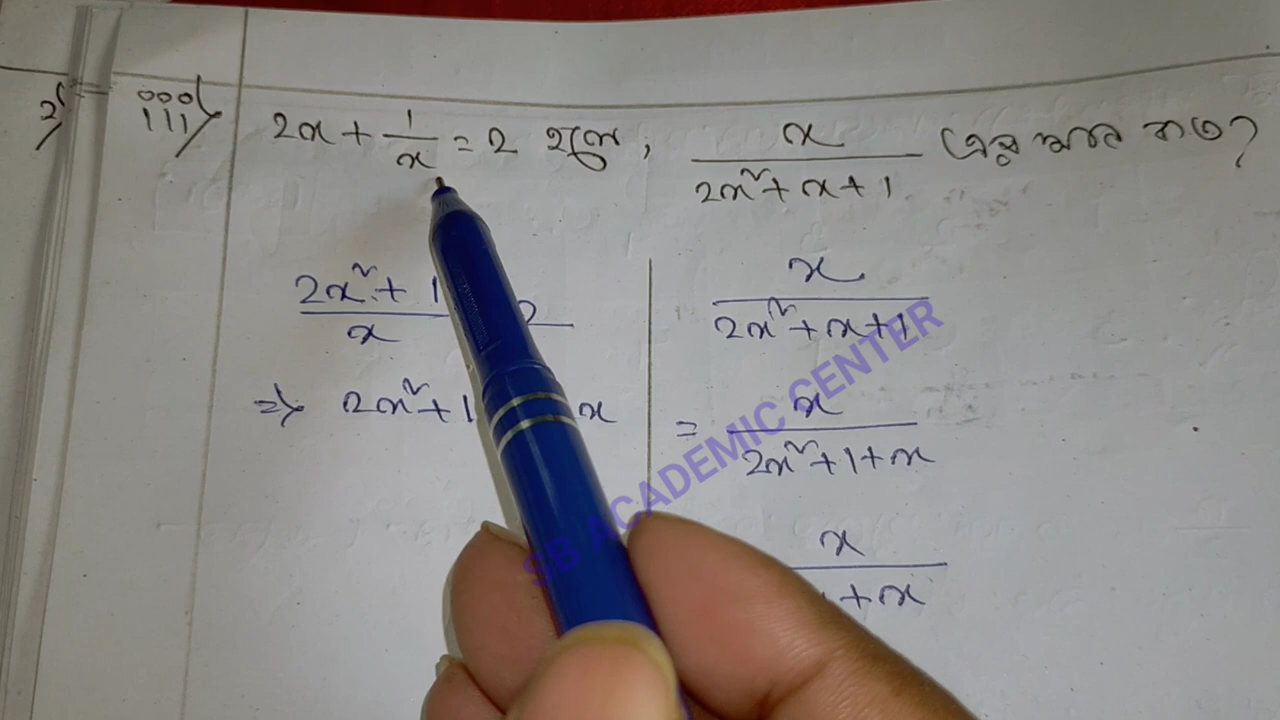 ২) iii) 2x + 1/x = 2 হলে, x/(2x²+x+1) এর মান কত?
(2x²+1)/x 2
⇒ 2x²+1 x
x/(2x²+x+1)
= x/(2x²+1+x)
x/(+x)
SB ACADEMIC CENTER